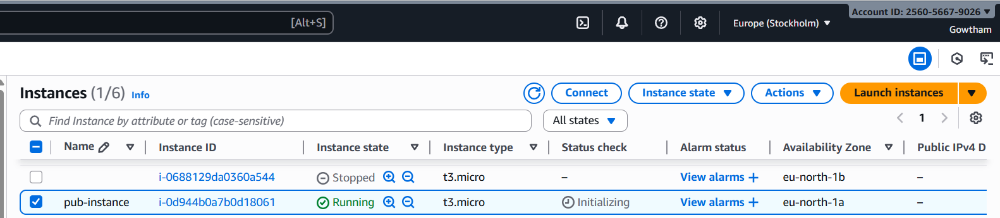 [Alt+S]
Account ID: 2560-5667-9026
Europe (Stockholm)
Gowtham
Instances (1/6) Info
Connect
Instance state
Actions
Launch instances
Find Instance by attribute or tag (case-sensitive)
All states
1
Name Instance ID Instance state Instance type Status check Alarm status Availability Zone Public IPv4 D
i-0688129da0360a544 Stopped t3.micro – View alarms + eu-north-1b –
pub-instance i-0d944b0a7b0d18061 Running t3.micro Initializing View alarms + eu-north-1a –